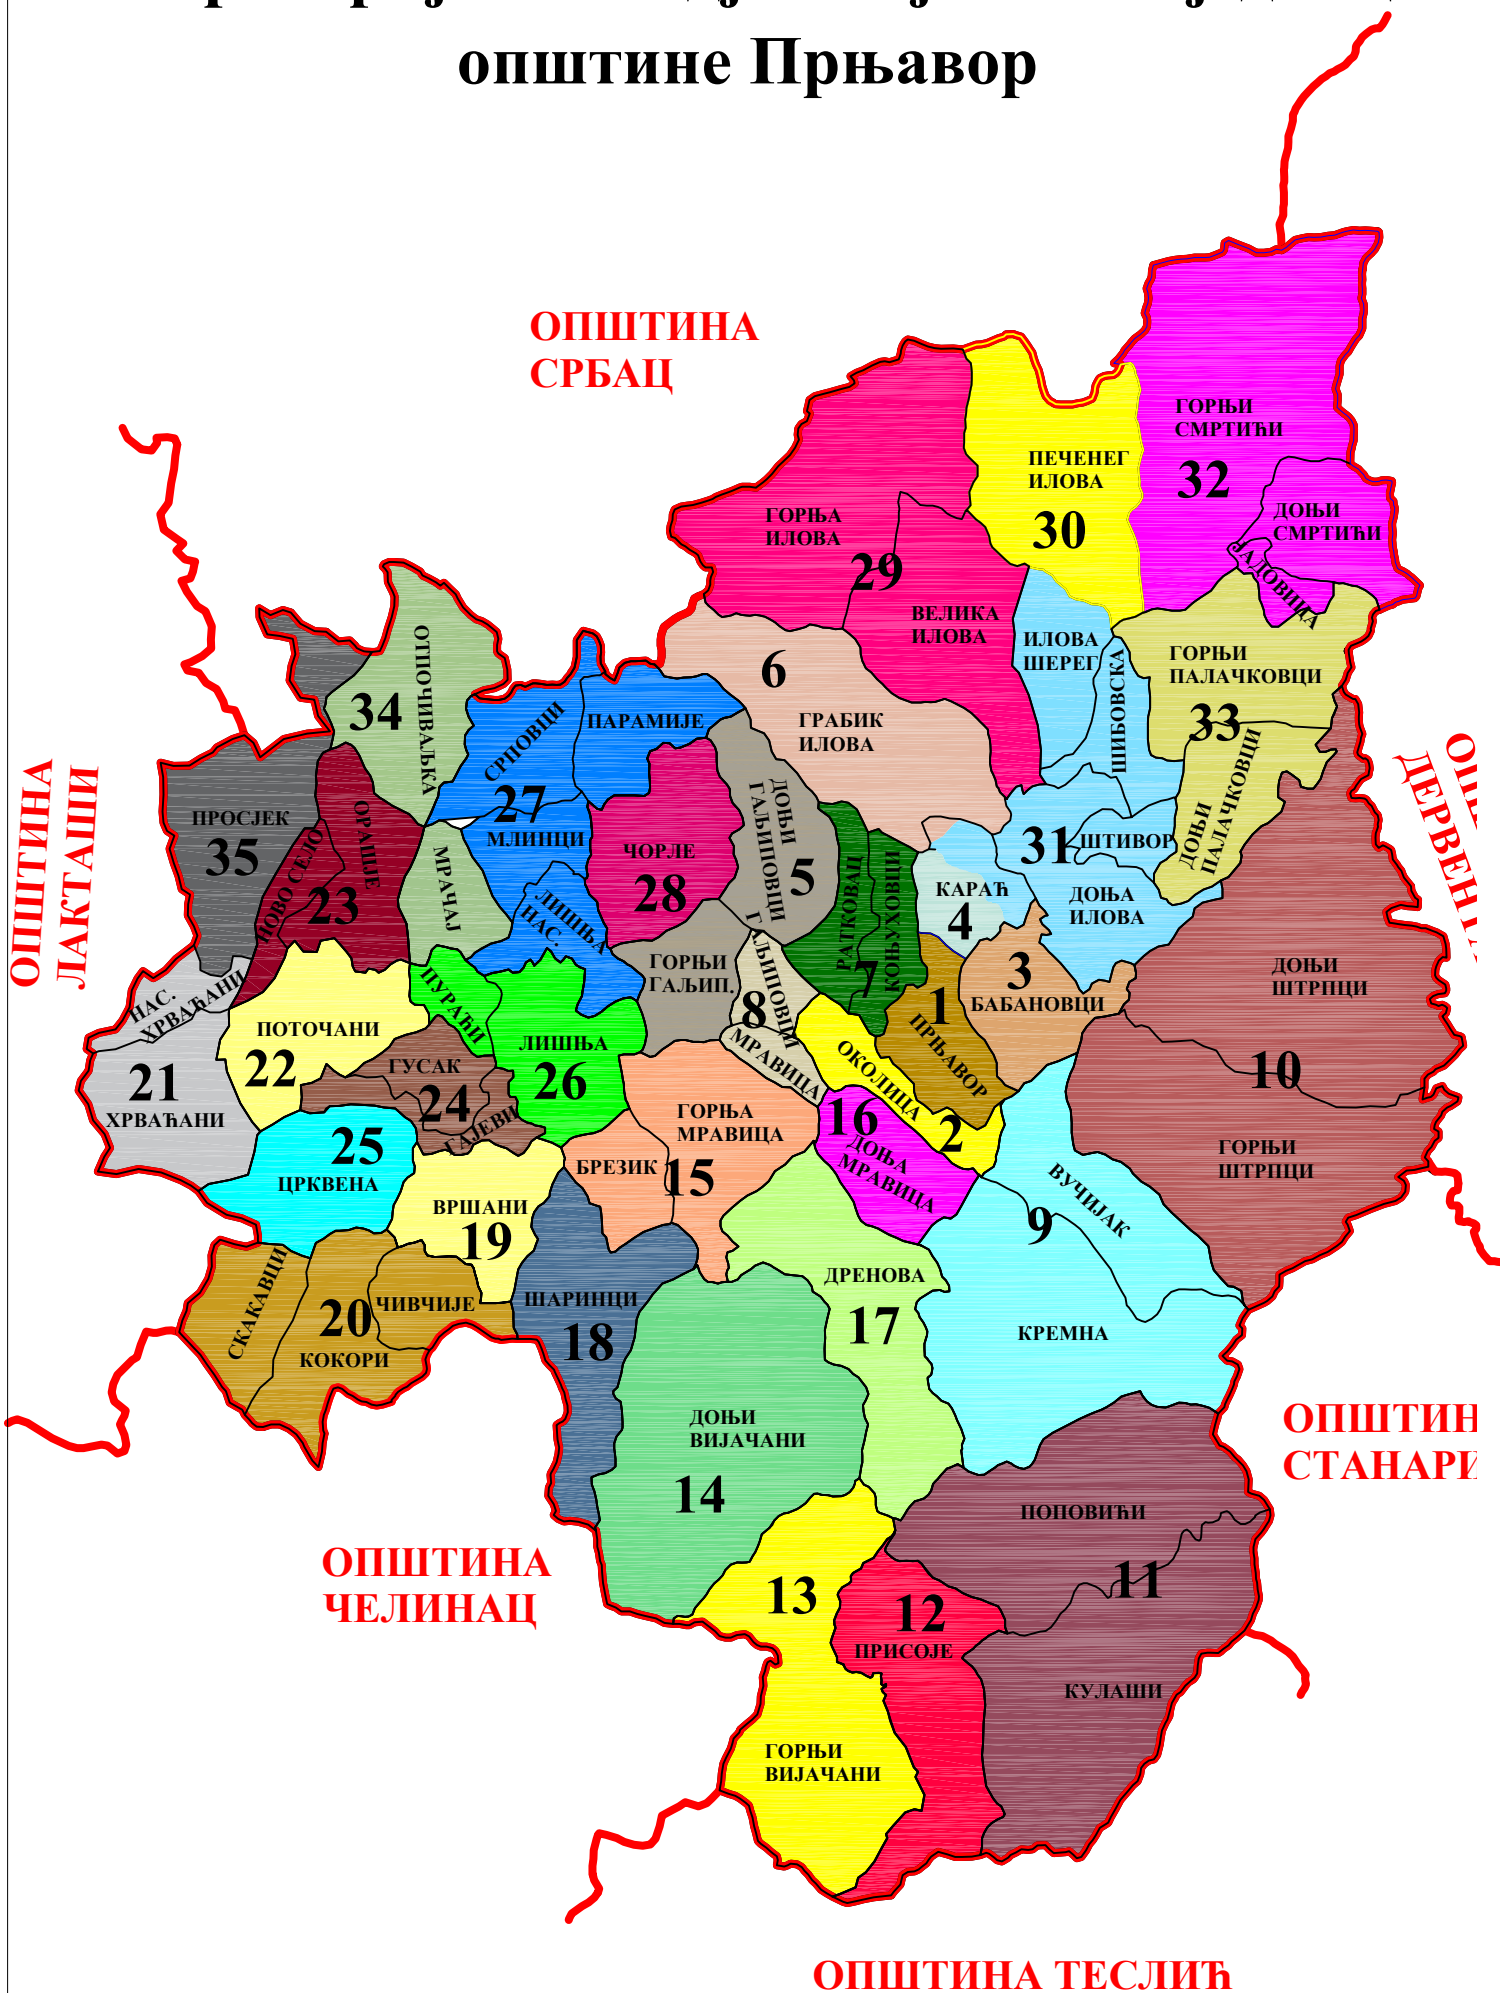 општине Прњавор
ОПШТИНА
СРБАЦ
ГОРЊИ
СМРТИЋИ
32
ПЕЧЕНЕГ
ИЛОВА
30
ДОЊИ
СМРТИЋИ
ЈАДОВИЦА
ГОРЊА
ИЛОВА
29
ВЕЛИКА
ИЛОВА
ИЛОВА
ШЕРЕГ
ШИБОВСКА
ГОРЊИ
ПАЛАЧКОВЦИ
33
ДОЊИ
ПАЛАЧКОВЦИ
6
ГРАБИК
ИЛОВА
ОТПОЧИВАЉКА
34
СРПОВЦИ
ПАРАМИЈЕ
27
МЛИНЦИ
ОПШТИНА
ЛАКТАШИ
ДЕРВЕНТА
ПРОСЈЕК
35
НОВО СЕЛО
ОРАШЈЕ
23
МРАЧАЈ
ЛИШЊА
НАС.
ЧОРЛЕ
28
ДОЊИ
ГАЉИПОВЦИ
5
РАТКОВАЦ
КОЊУХОВЦИ
7
КАРАЋ
4
31
ШТИВОР
ДОЊА
ИЛОВА
3
БАБАНОВЦИ
ДОЊИ
ШТРПЦИ
10
ГОРЊИ
ШТРПЦИ
НАС.
ХРВАЋАНИ
21
ХРВАЋАНИ
ПОТОЧАНИ
22
ПУРАЋИ
ГУСАК
24
ГАЈЕВИ
ЛИШЊА
26
ГОРЊИ
ГАЉИП.
ГАЉИПОВЦИ
8
МРАВИЦА
1
ПРЊАВОР
ОКОЛИЦА
2
16
ДОЊА
МРАВИЦА
ГОРЊА
МРАВИЦА
БРЕЗИК
15
25
ЦРКВЕНА
ВРШАНИ
19
ВУЧИЈАК
9
КРЕМНА
СКАКАВЦИ
20
ЧИВЧИЈЕ
КОКОРИ
ШАРИНЦИ
18
ДРЕНОВА
17
ДОЊИ
ВИЈАЧАНИ
14
СТАНАРИ
ПОПОВИЋИ
11
КУЛАШИ
ОПШТИНА
ЧЕЛИНАЦ
13
12
ПРИСОЈЕ
ГОРЊИ
ВИЈАЧАНИ
ОПШТИНА ТЕСЛИЋ